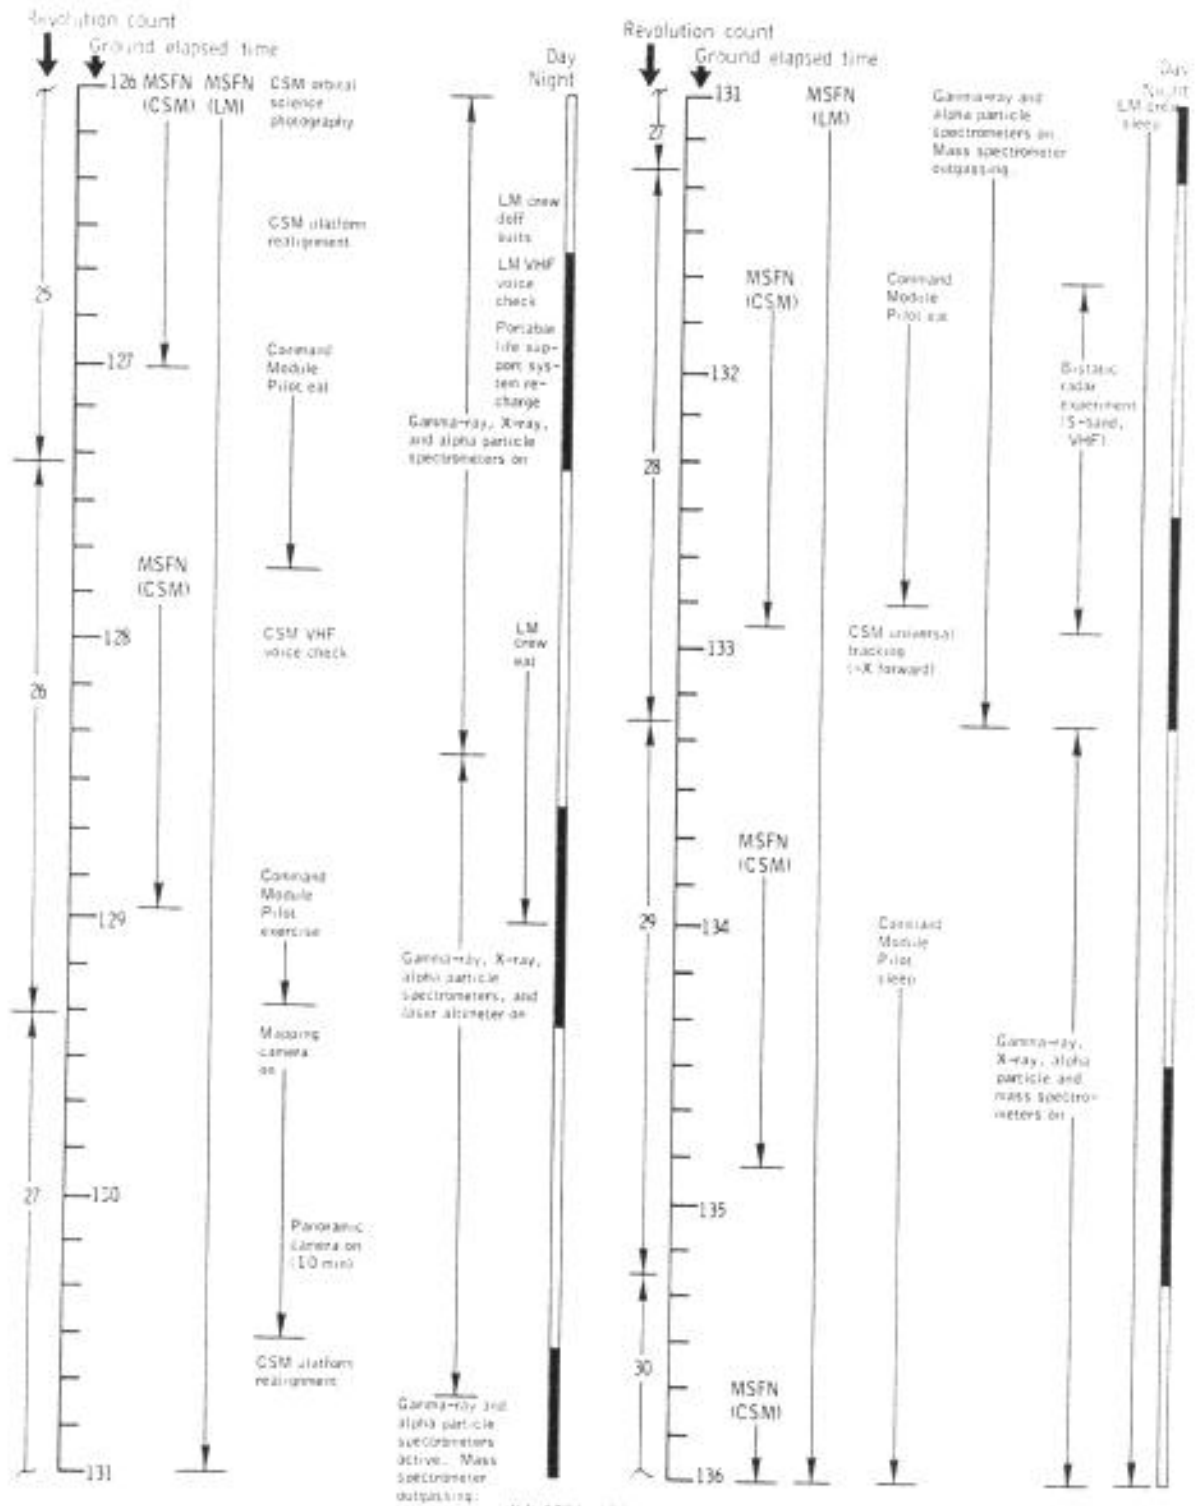 Revolution count
Ground elapsed time
Day
Night
126
MSFN
(CSM)
MSFN
(LM)
CSM orbital
science
photography
LM crew
doff
suits
CSM platform
realignment
LM VHF
voice
check
25
Portable
life sup-
port sys-
tem re-
charge
127
Command
Module
Pilot eat
Gamma-ray, X-ray,
and alpha particle
spectrometers on
MSFN
(CSM)
128
CSM VHF
voice check
LM
crew
eat
26
Command
Module
Pilot
exercise
129
Gamma-ray, X-ray,
alpha particle
spectrometers, and
laser altimeter on
Mapping
camera
on
27
130
Panoramic
camera on
(10 min)
CSM platform
realignment
Gamma-ray and
alpha particle
spectrometers
active. Mass
spectrometer
outgassing.
131
Revolution count
Ground elapsed time
Day
Night
131
MSFN
(LM)
Gamma-ray and
alpha particle
spectrometers on.
Mass spectrometer
outgassing
LM crew
sleep
27
MSFN
(CSM)
Command
Module
Pilot eat
132
Bistatic
radar
experiment
(S-band,
VHF)
28
CSM universal
tracking
(+X forward)
133
MSFN
(CSM)
29
134
Command
Module
Pilot
sleep
Gamma-ray,
X-ray, alpha
particle and
mass spectro-
meters on
135
30
MSFN
(CSM)
136